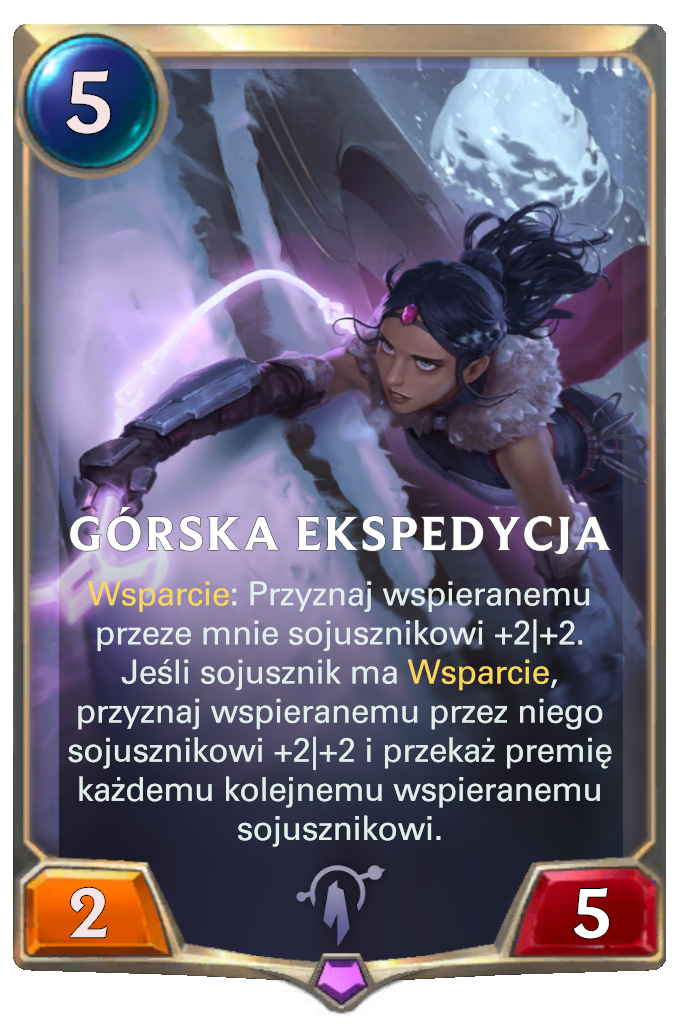 5
GÓRSKA EKSPEDYCJA
Wsparcie: Przyznaj wspieranemu
przeze mnie sojusznikowi +2|+2.
Jeśli sojusznik ma Wsparcie,
przyznaj wspieranemu przez niego
sojusznikowi +2|+2 i przekaż premię
każdemu kolejnemu wspieranemu
sojusznikowi.
2
5